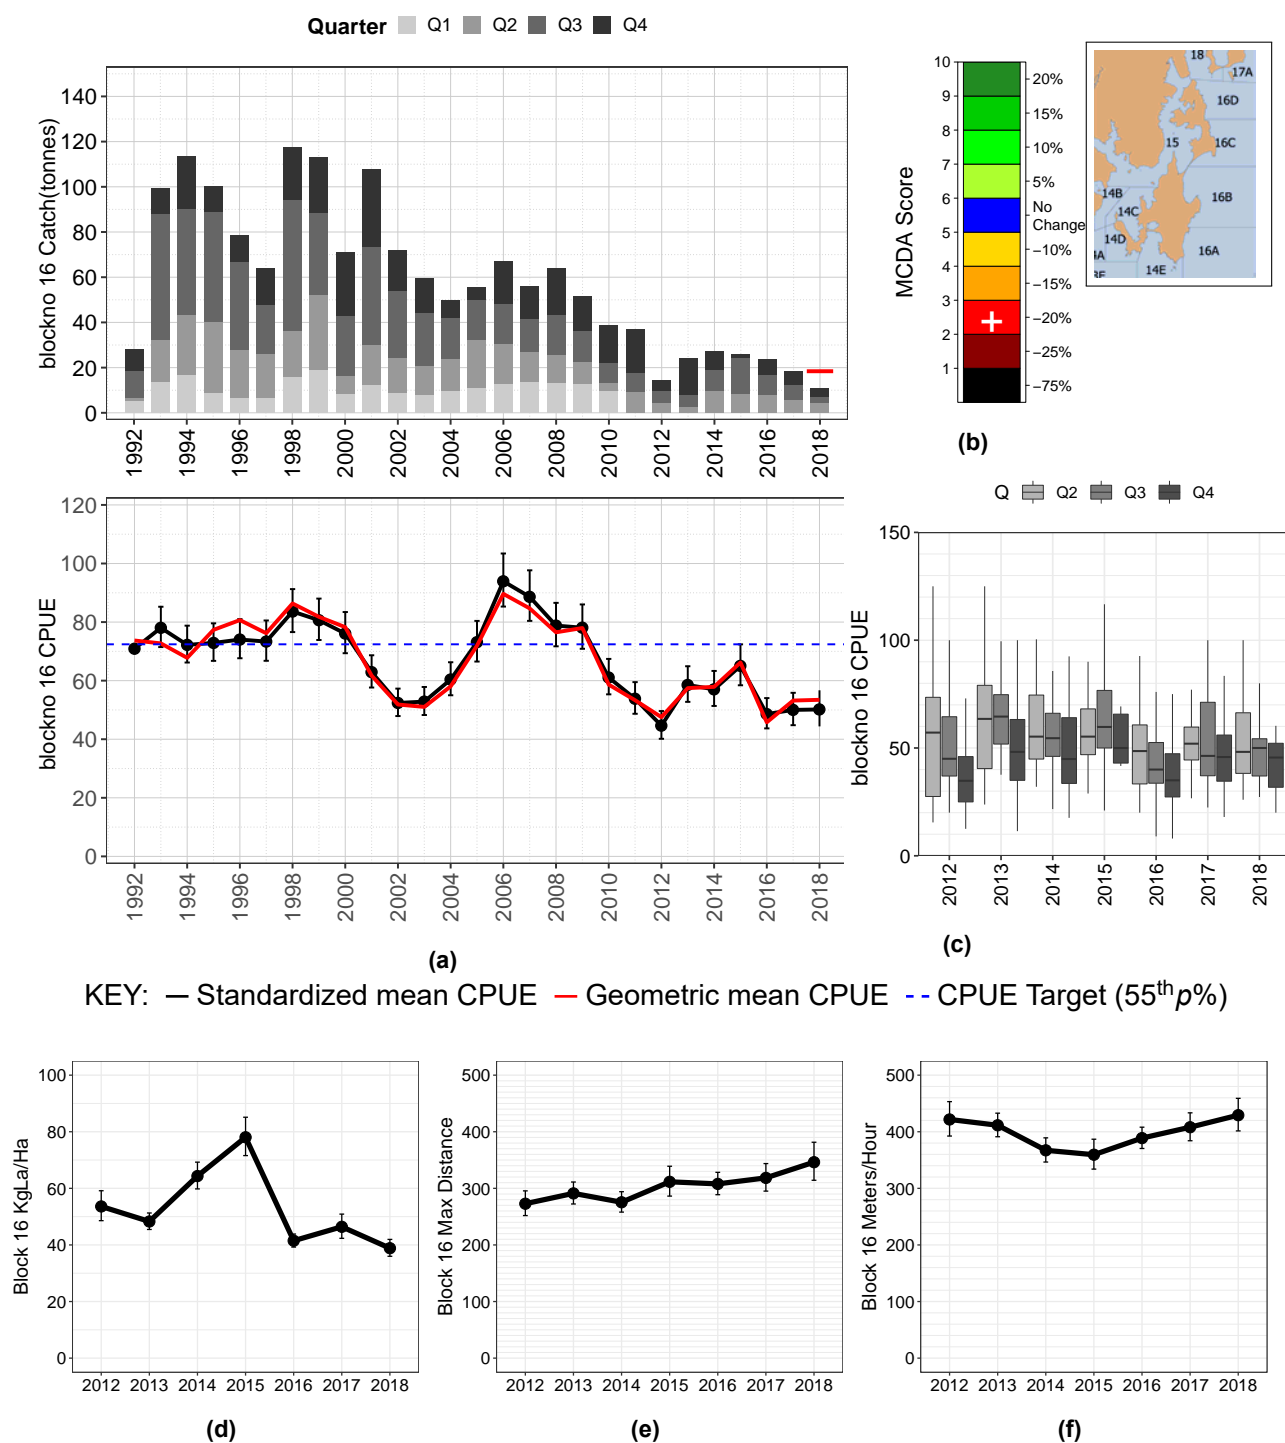 Quarter Q1 Q2 Q3 Q4
blockno 16 Catch(tonnes)
140
120
100
80
60
40
20
0
1992 1994 1996 1998 2000 2002 2004 2006 2008 2010 2012 2014 2016 2018
MCDA Score
10
9
8
7
6
5
4
3
2
1
20%
15%
10%
5%
No
Change
−10%
−15%
−20%
−25%
−75%
(b)
18
17A
16D
15
16C
14B
16B
14C
14D
16A
14E
blockno 16 CPUE
120
100
80
60
40
20
0
1992 1994 1996 1998 2000 2002 2004 2006 2008 2010 2012 2014 2016 2018
(a)
Q Q2 Q3 Q4
blockno 16 CPUE
150
100
50
0
2012 2013 2014 2015 2016 2017 2018
(c)
KEY: Standardized mean CPUE Geometric mean CPUE CPUE Target (55th p%)
Block 16 KgLa/Ha
100
80
60
40
20
0
2012 2013 2014 2015 2016 2017 2018
(d)
Block 16 Max Distance
500
400
300
200
100
0
2012 2013 2014 2015 2016 2017 2018
(e)
Block 16 Meters/Hour
500
400
300
200
100
0
2012 2013 2014 2015 2016 2017 2018
(f)